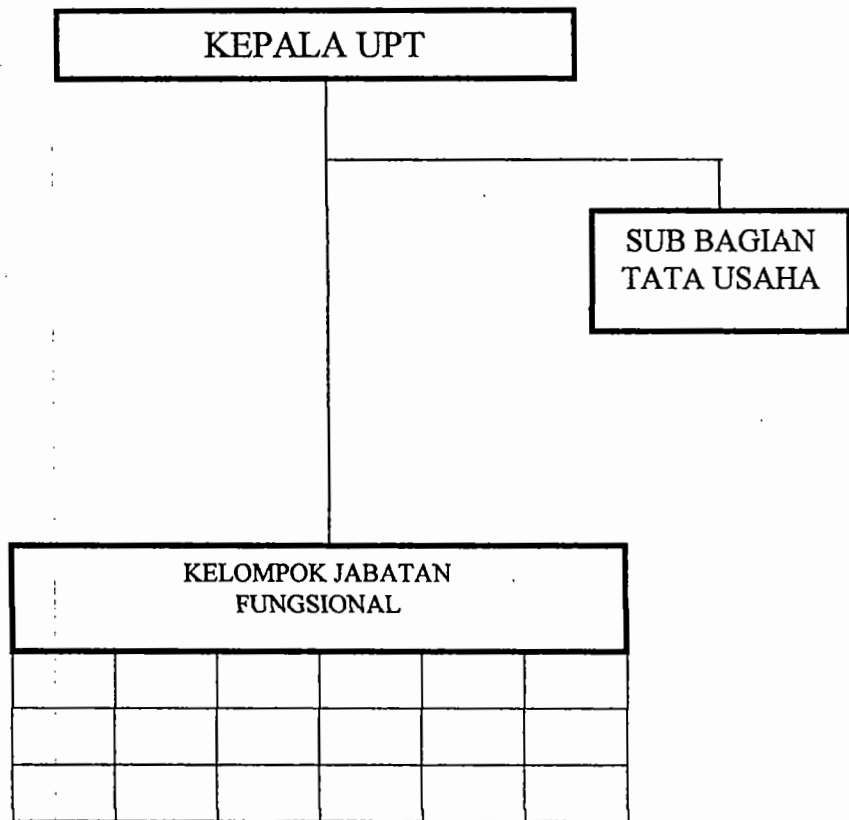 KEPALA UPT
SUB BAGIAN
TATA USAHA
KELOMPOK JABATAN
FUNGSIONAL